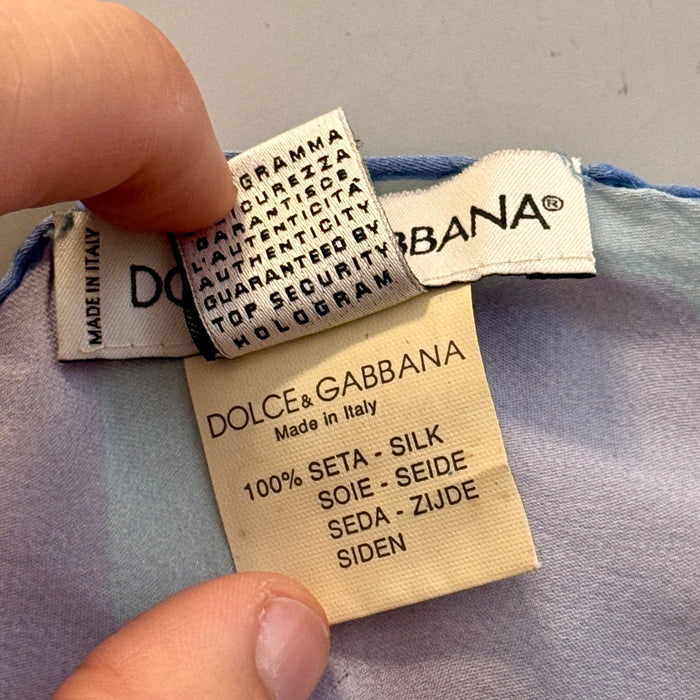 GRAMMA
ICUREZZA
GARANTISCE
L'AUTENTICITA'
AUTHENTICITY
GUARANTEED BY
TOP SECURITY
HOLOGRAM
MADE IN ITALY
DO BBANA®
DOLCE & GABBANA
Made in Italy
100% SETA - SILK
SOIE - SEIDE
SEDA - ZIJDE
SIDEN